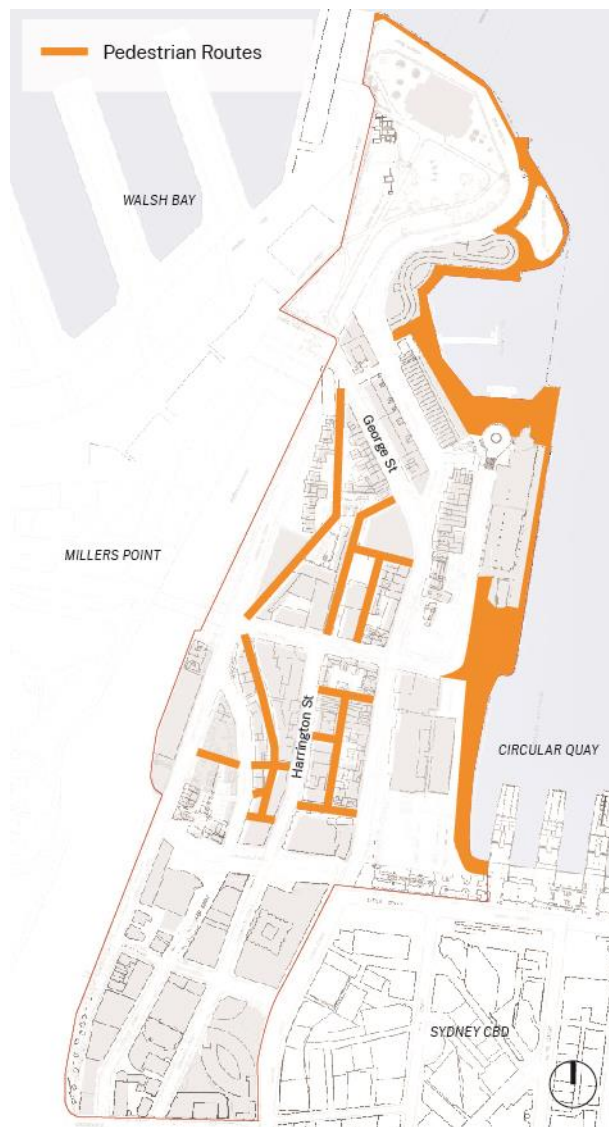 Pedestrian Routes
WALSH BAY
George St
MILLERS POINT
Harrington St
CIRCULAR QUAY
SYDNEY CBD